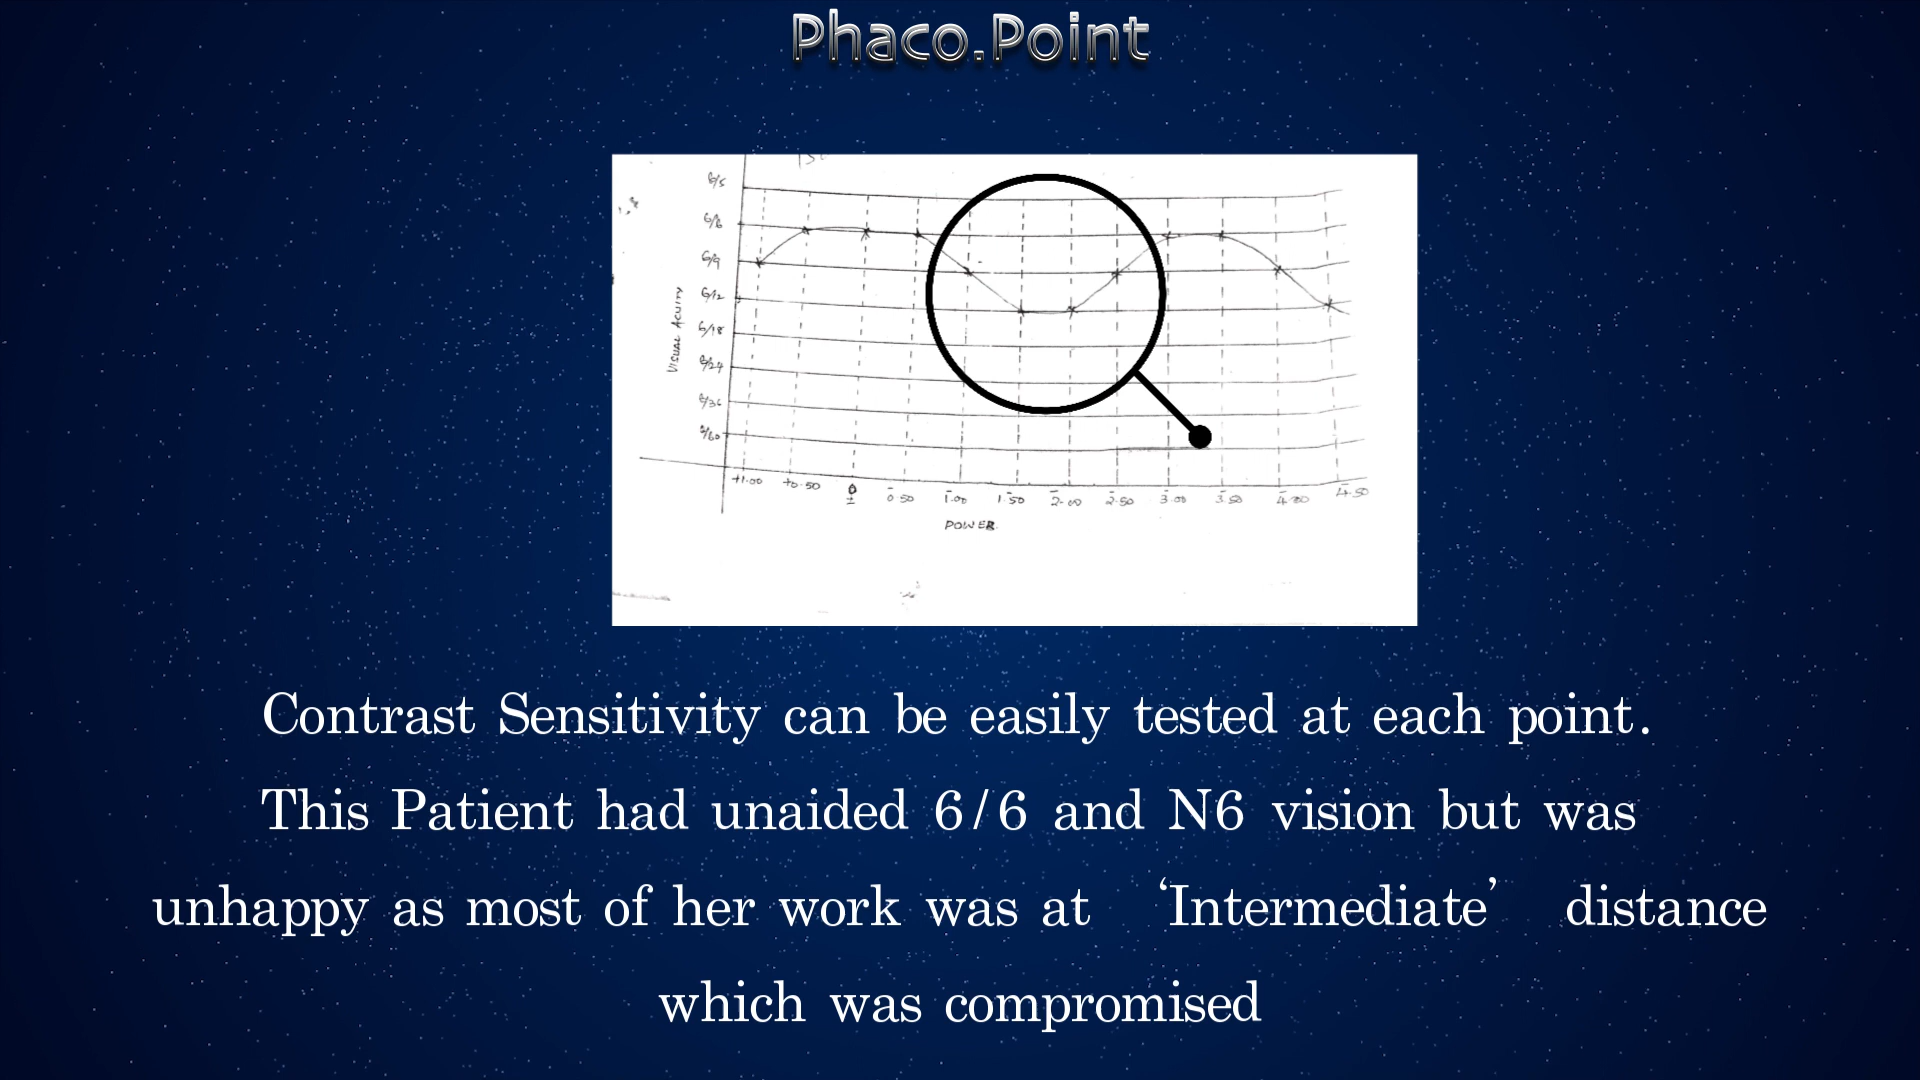 Phaco.Point
6/5
6/6
6/9
6/12
6/18
6/24
6/36
6/60
VISUAL ACUITY
+1.00 +0.50 0 -0.50 -1.00 -1.50 -2.00 -2.50 -3.00 -3.50 -4.00 -4.50
POWER
Contrast Sensitivity can be easily tested at each point.
This Patient had unaided 6/6 and N6 vision but was
unhappy as most of her work was at ‘Intermediate’ distance
which was compromised